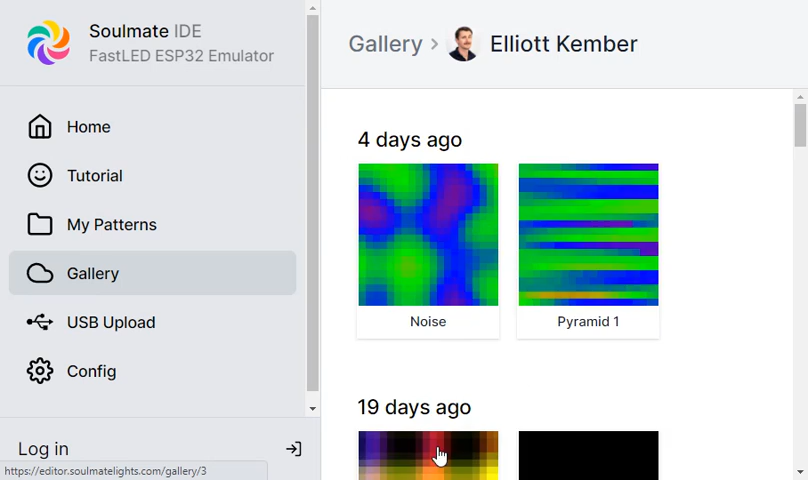 Soulmate IDE
FastLED ESP32 Emulator
Home
Tutorial
My Patterns
Gallery
USB Upload
Config
Log in
https://editor.soulmatelights.com/gallery/3
Gallery > Elliott Kember
4 days ago
Noise
Pyramid 1
19 days ago